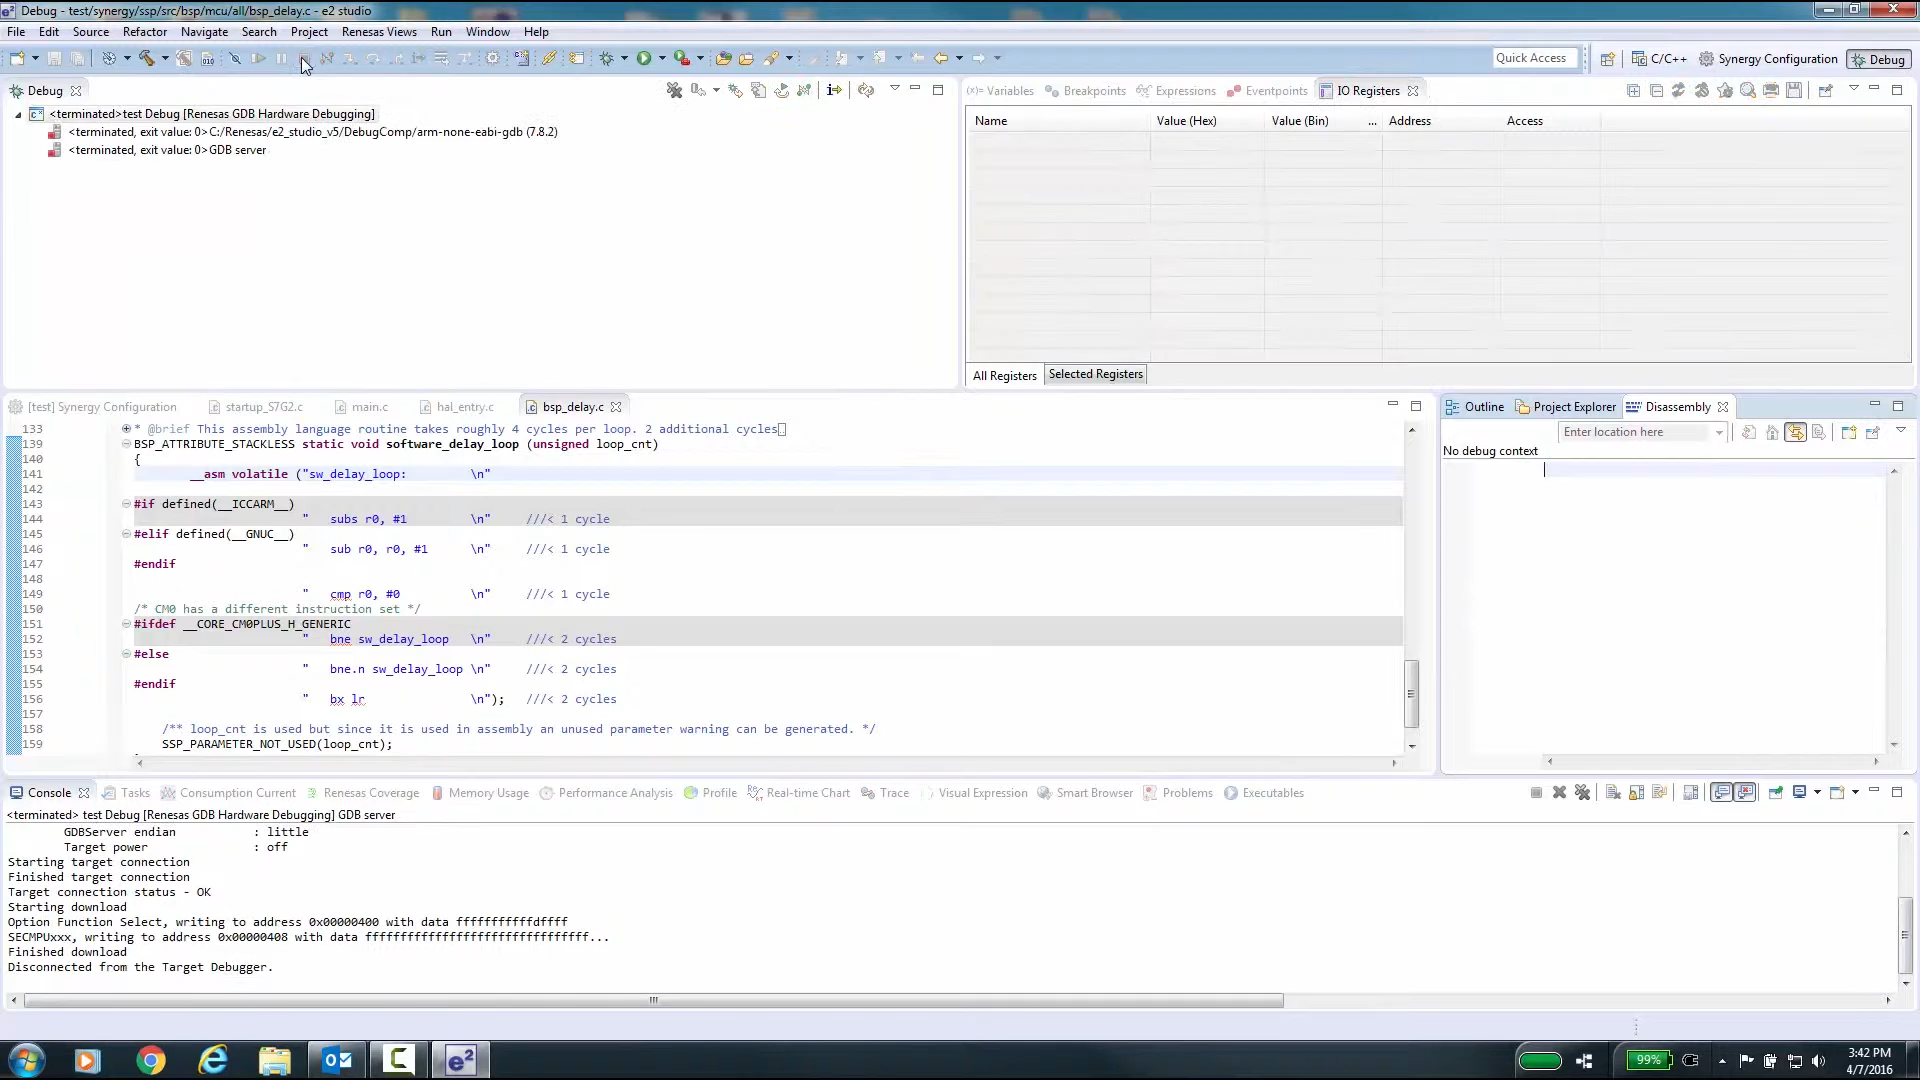 Debug - test/synergy/ssp/src/bsp/mcu/all/bsp_delay.c - e2 studio
File Edit Source Refactor Navigate Search Project Renesas Views Run Window Help
Quick Access C/C++ Synergy Configuration Debug
Debug
<terminated>test Debug [Renesas GDB Hardware Debugging]
<terminated, exit value: 0>C:/Renesas/e2_studio_v5/DebugComp/arm-none-eabi-gdb (7.8.2)
<terminated, exit value: 0>GDB server
(x)= Variables Breakpoints Expressions Eventpoints IO Registers
Name Value (Hex) Value (Bin) ... Address Access
All Registers Selected Registers
[test] Synergy Configuration startup_S7G2.c main.c hal_entry.c bsp_delay.c
133 * @brief This assembly language routine takes roughly 4 cycles per loop. 2 additional cycles
139 BSP_ATTRIBUTE_STACKLESS static void software_delay_loop (unsigned loop_cnt)
140 {
141 __asm volatile ("sw_delay_loop: \n"
142
143 #if defined(__ICCARM__)
144 " subs r0, #1 \n" ///< 1 cycle
145 #elif defined(__GNUC__)
146 " sub r0, r0, #1 \n" ///< 1 cycle
147 #endif
148
149 " cmp r0, #0 \n" ///< 1 cycle
150 /* CM0 has a different instruction set */
151 #ifdef __CORE_CM0PLUS_H_GENERIC
152 " bne sw_delay_loop \n" ///< 2 cycles
153 #else
154 " bne.n sw_delay_loop \n" ///< 2 cycles
155 #endif
156 " bx lr \n"); ///< 2 cycles
157
158 /** loop_cnt is used but since it is used in assembly an unused parameter warning can be generated. */
159 SSP_PARAMETER_NOT_USED(loop_cnt);
Outline Project Explorer Disassembly
Enter location here
No debug context
Console Tasks Consumption Current Renesas Coverage Memory Usage Performance Analysis Profile Real-time Chart Trace Visual Expression Smart Browser Problems Executables
<terminated> test Debug [Renesas GDB Hardware Debugging] GDB server
GDBServer endian : little
Target power : off
Starting target connection
Finished target connection
Target connection status - OK
Starting download
Option Function Select, writing to address 0x00000400 with data fffffffffffdffff
SECMPUxxx, writing to address 0x00000408 with data ffffffffffffffffffffffffffffffff...
Finished download
Disconnected from the Target Debugger.
99%
3:42 PM
4/7/2016